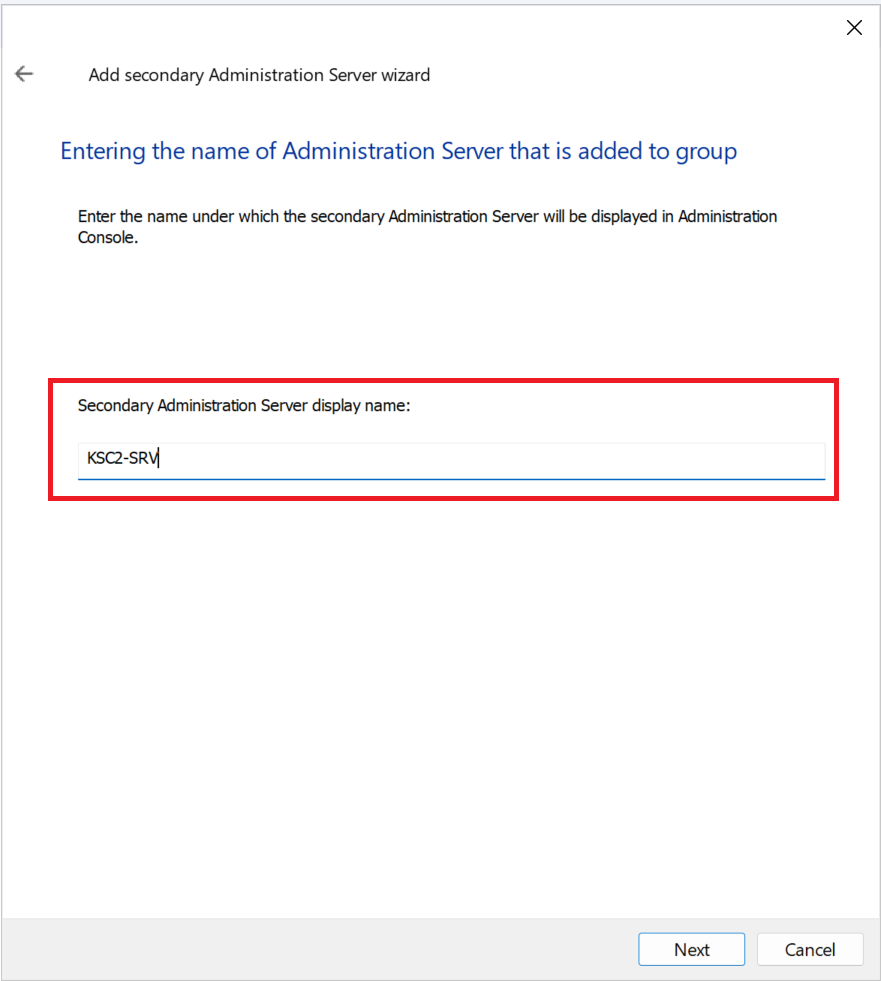 Add secondary Administration Server wizard
Entering the name of Administration Server that is added to group
Enter the name under which the secondary Administration Server will be displayed in Administration
Console.
Secondary Administration Server display name:
KSC2-SRV
Next
Cancel